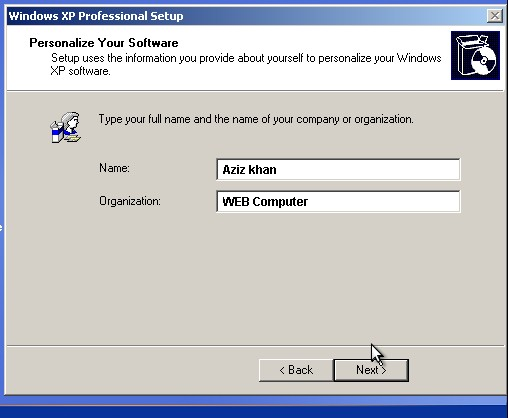 Windows XP Professional Setup
Personalize Your Software
Setup uses the information you provide about yourself to personalize your Windows
XP software.
Type your full name and the name of your company or organization.
Name:
Aziz khan
Organization:
WEB Computer
< Back
Next >